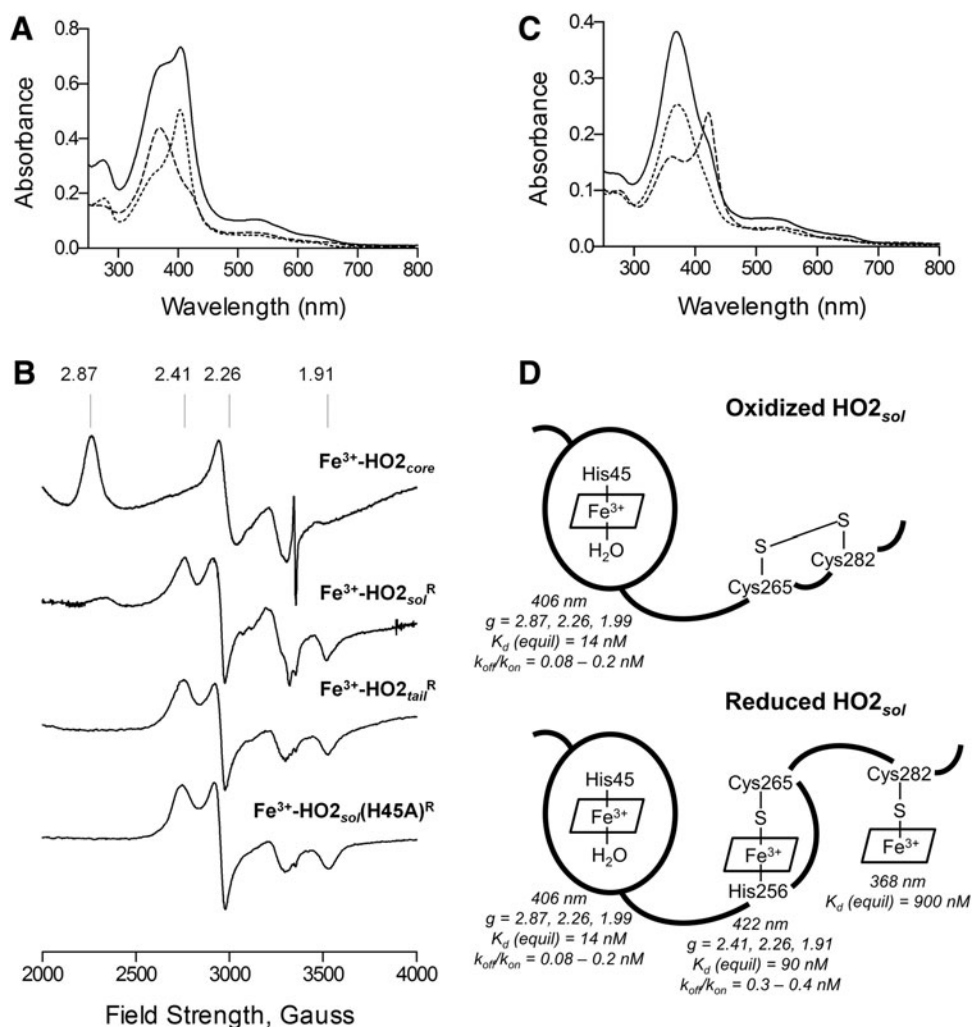 A
0.8
0.6
0.4
0.2
0.0
Absorbance
300 400 500 600 700 800
Wavelength (nm)
C
0.4
0.3
0.2
0.1
0.0
Absorbance
300 400 500 600 700 800
Wavelength (nm)
B
2.87 2.41 2.26 1.91
Fe³⁺-HO2core
Fe³⁺-HO2solᴿ
Fe³⁺-HO2tailᴿ
Fe³⁺-HO2sol(H45A)ᴿ
2000 2500 3000 3500 4000
Field Strength, Gauss
D
Oxidized HO2sol
His45
Fe³⁺
H₂O
S
S
Cys282
Cys265
406 nm
g = 2.87, 2.26, 1.99
Kd (equil) = 14 nM
koff/kon = 0.08 – 0.2 nM
Reduced HO2sol
His45
Fe³⁺
H₂O
406 nm
g = 2.87, 2.26, 1.99
Kd (equil) = 14 nM
koff/kon = 0.08 – 0.2 nM
Cys265
S
Fe³⁺
His256
422 nm
g = 2.41, 2.26, 1.91
Kd (equil) = 90 nM
koff/kon = 0.3 – 0.4 nM
Cys282
S
Fe³⁺
368 nm
Kd (equil) = 900 nM